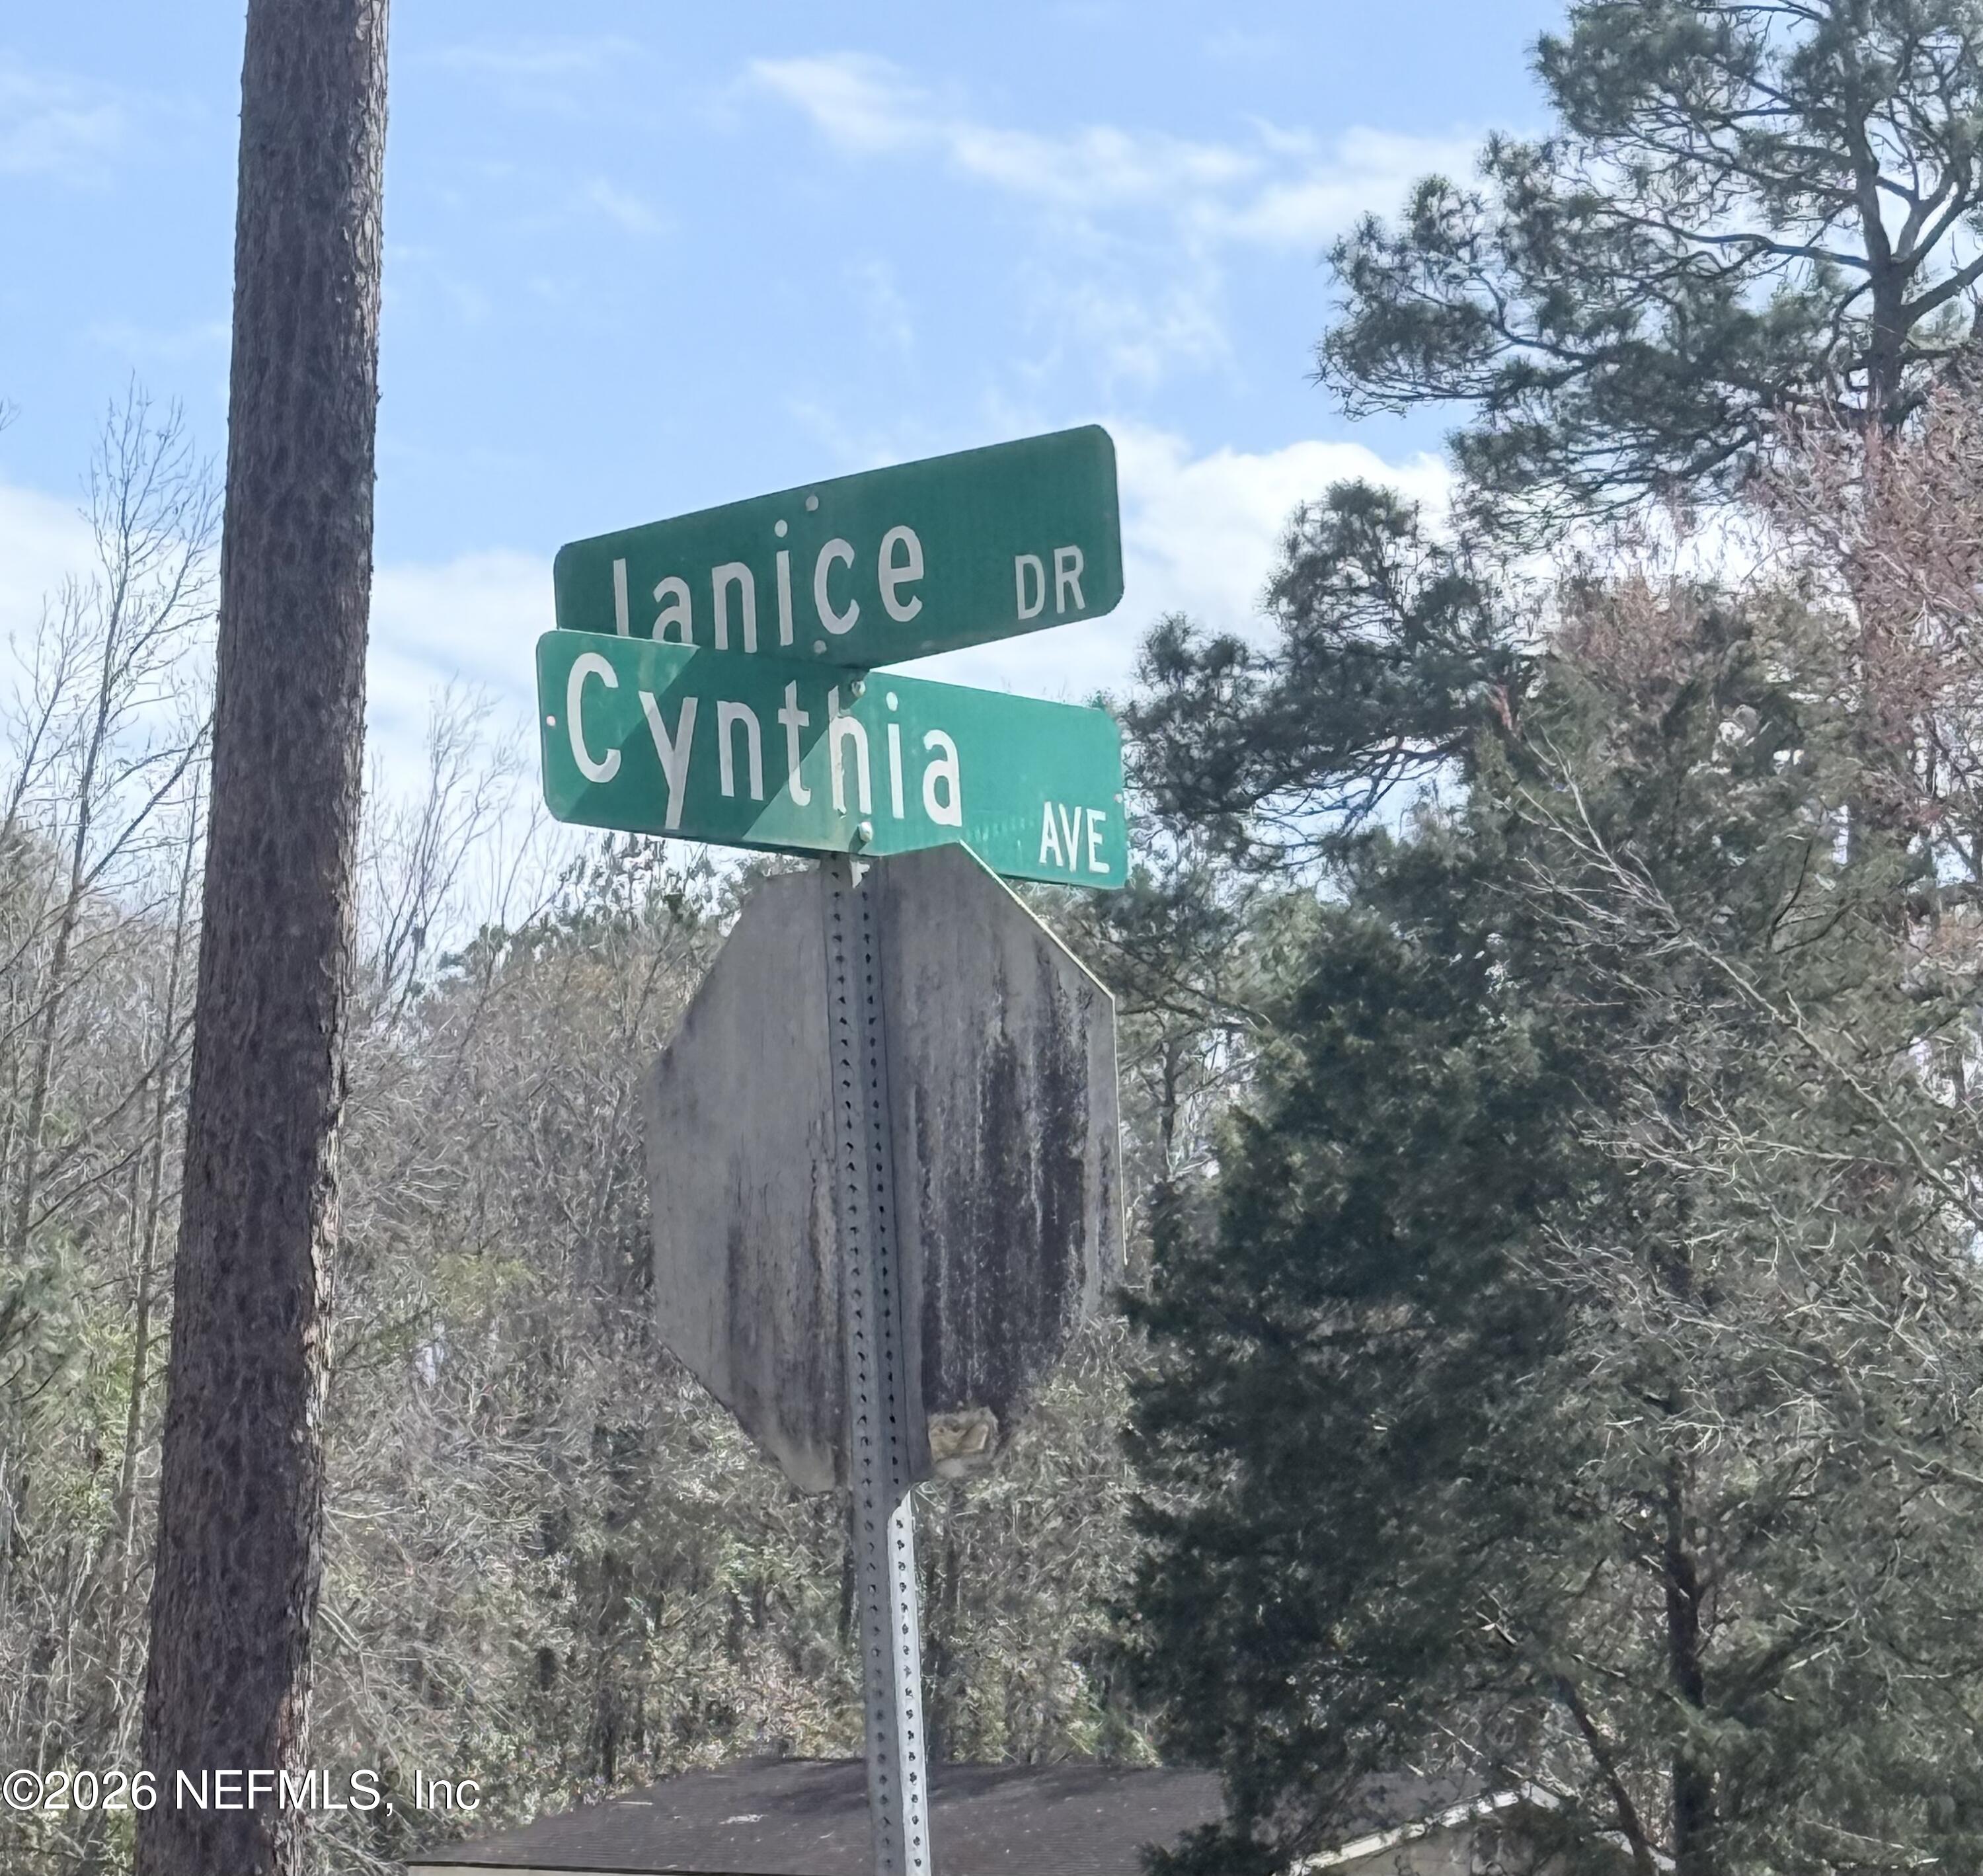 Janice DR
Cynthia AVE
©2026 NEFMLS, Inc